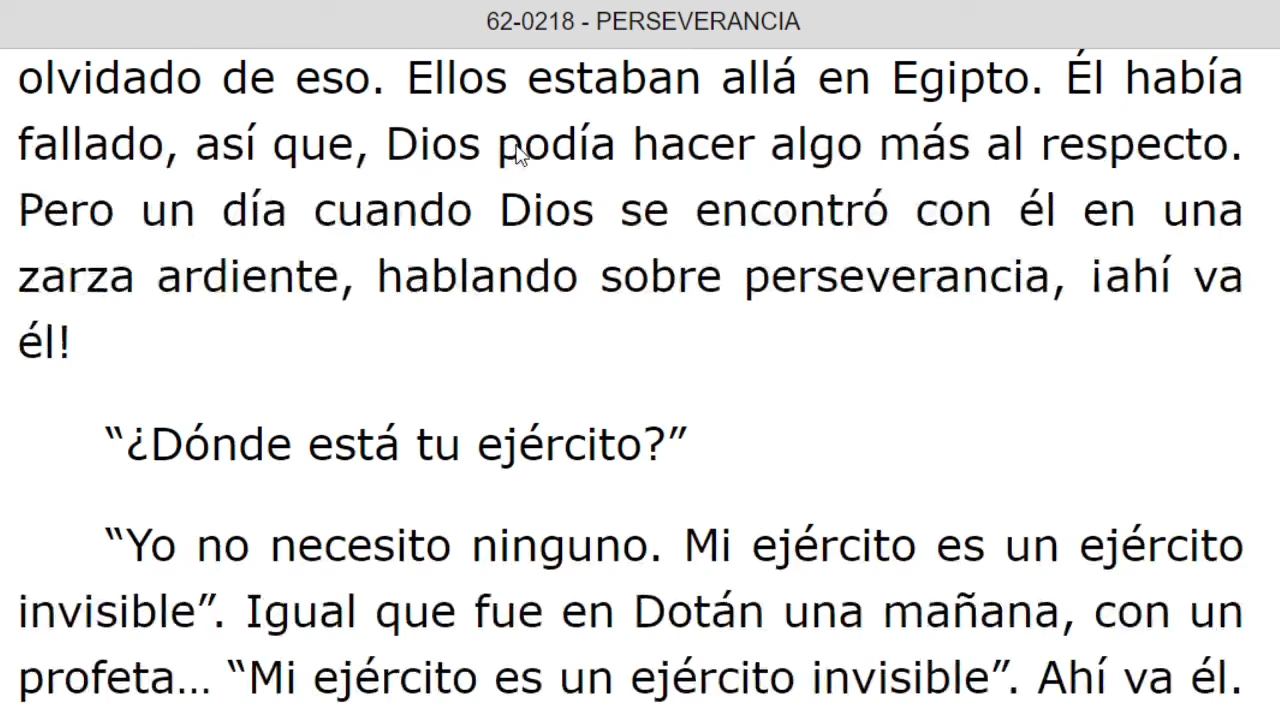 62-0218 - PERSEVERANCIA
olvidado de eso. Ellos estaban allá en Egipto. Él había
fallado, así que, Dios podía hacer algo más al respecto.
Pero un día cuando Dios se encontró con él en una
zarza ardiente, hablando sobre perseverancia, ¡ahí va
él!
“¿Dónde está tu ejército?”
“Yo no necesito ninguno. Mi ejército es un ejército
invisible”. Igual que fue en Dotán una mañana, con un
profeta… “Mi ejército es un ejército invisible”. Ahí va él.